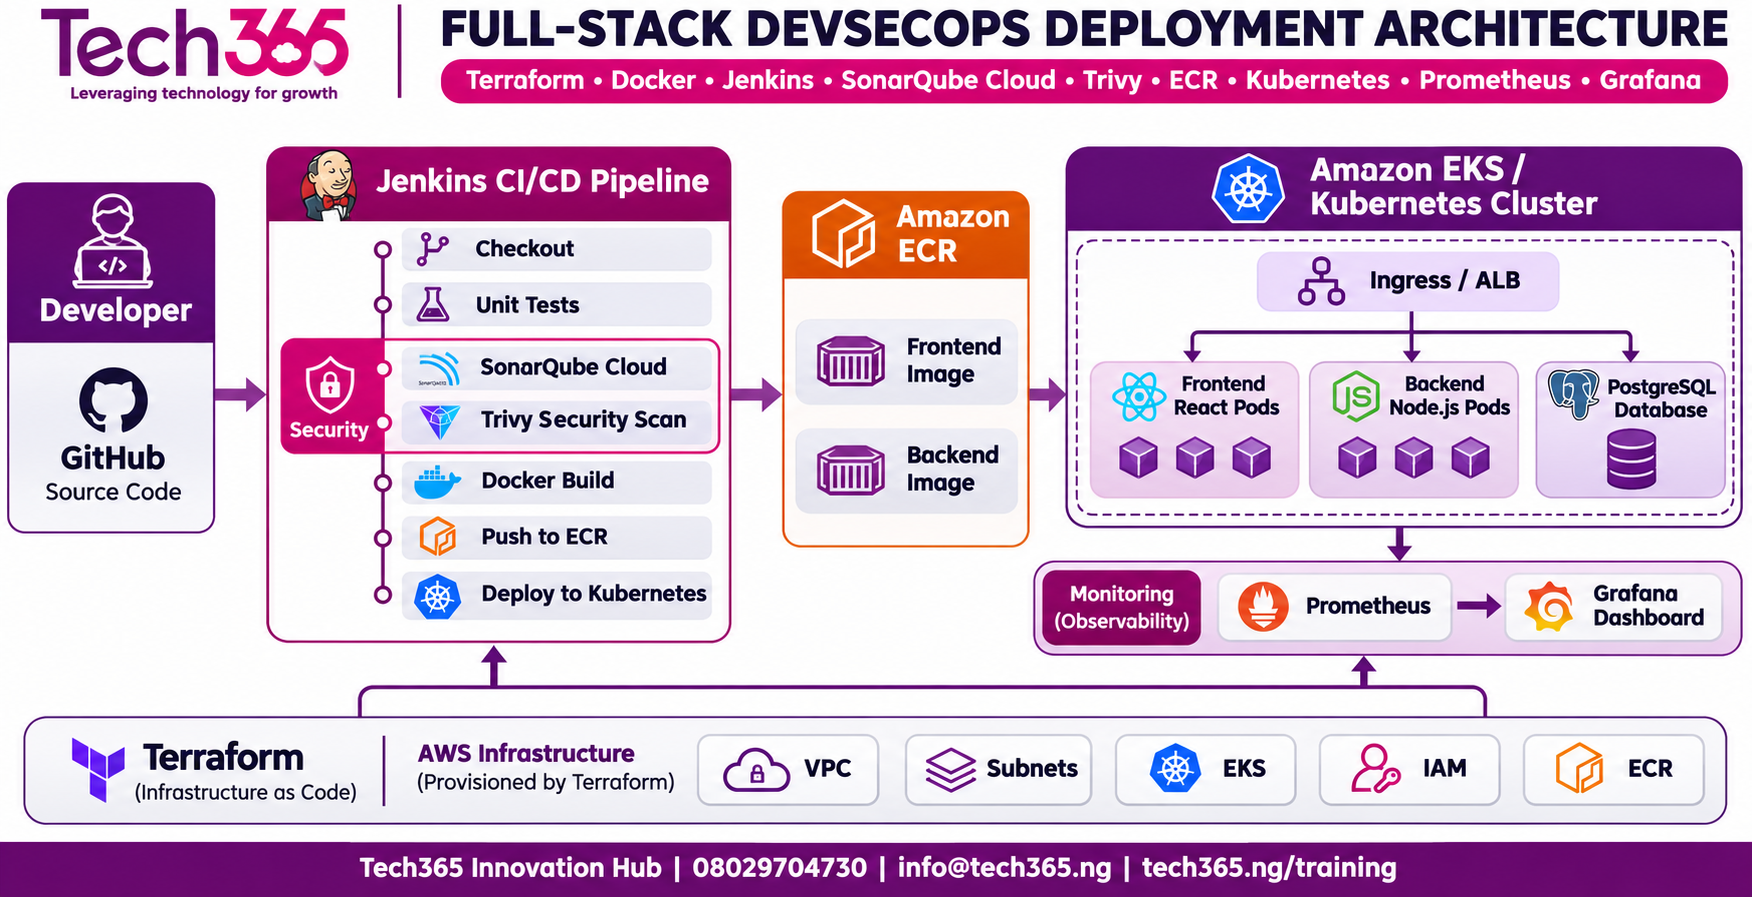 Tech365
Leveraging technology for growth
FULL-STACK DEVSECOPS DEPLOYMENT ARCHITECTURE
Terraform • Docker • Jenkins • SonarQube Cloud • Trivy • ECR • Kubernetes • Prometheus • Grafana
</>
Developer
GitHub
Source Code
Jenkins CI/CD Pipeline
Checkout
Unit Tests
Security
SonarQube Cloud
Trivy Security Scan
Docker Build
Push to ECR
Deploy to Kubernetes
Amazon
ECR
Frontend
Image
Backend
Image
Amazon EKS /
Kubernetes Cluster
Ingress / ALB
Frontend
React Pods
JS
Backend
Node.js Pods
PostgreSQL
Database
Monitoring
(Observability)
Prometheus
Grafana
Dashboard
Terraform
(Infrastructure as Code)
AWS Infrastructure
(Provisioned by Terraform)
VPC
Subnets
EKS
IAM
ECR
Tech365 Innovation Hub | 08029704730 | info@tech365.ng | tech365.ng/training